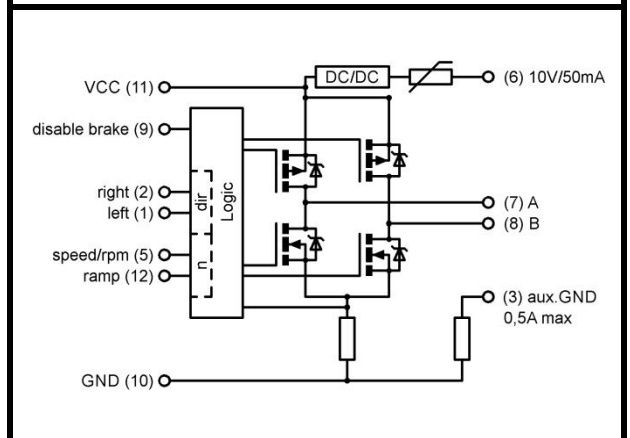 DC/DC
(6) 10V/50mA
VCC (11)
disable brake (9)
right (2)
left (1)
dir
Logic
(7) A
(8) B
speed/rpm (5)
ramp (12)
n
(3) aux.GND
0,5A max
GND (10)